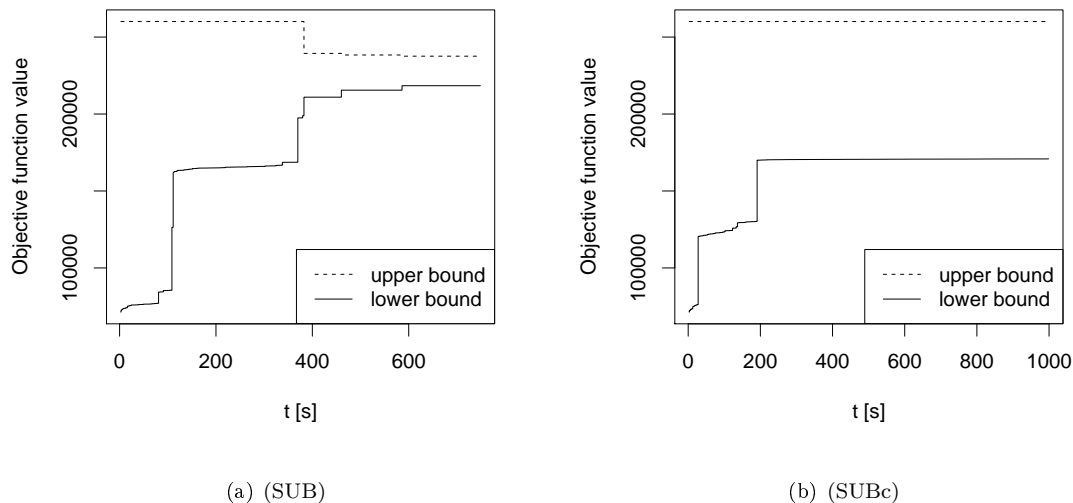 Objective function value
200000
100000
upper bound
lower bound
0
200
400
600
t [s]
(a) (SUB)
Objective function value
200000
100000
upper bound
lower bound
0
200
400
600
800
1000
t [s]
(b) (SUBc)